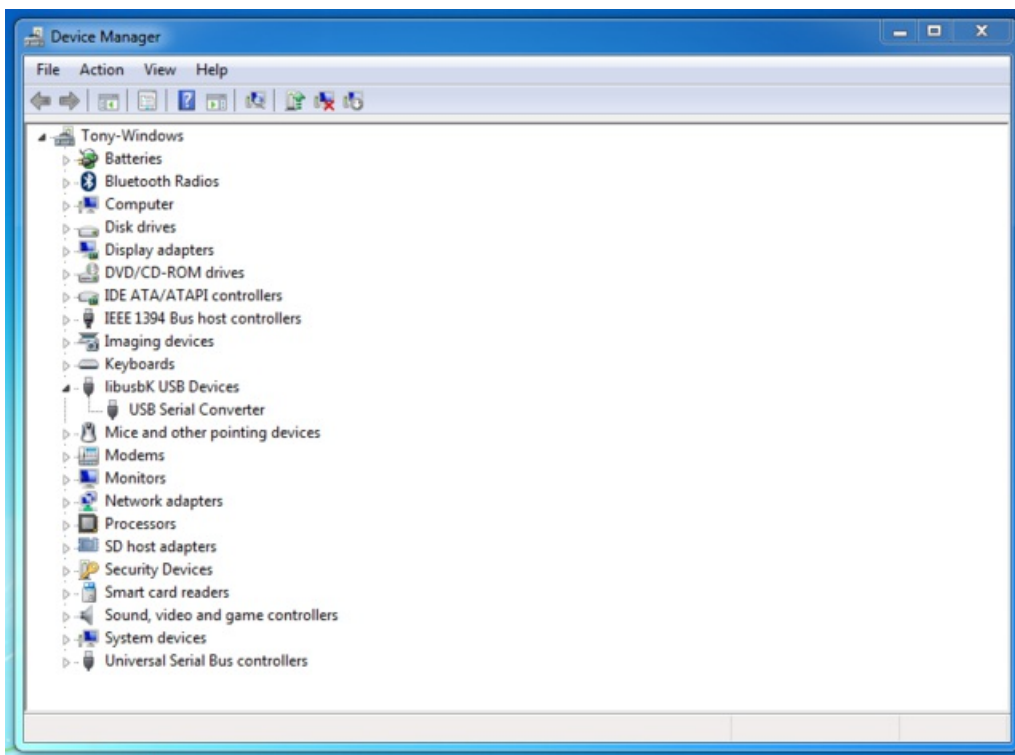 Device Manager
File Action View Help
Tony-Windows
Batteries
Bluetooth Radios
Computer
Disk drives
Display adapters
DVD/CD-ROM drives
IDE ATA/ATAPI controllers
IEEE 1394 Bus host controllers
Imaging devices
Keyboards
libusbK USB Devices
USB Serial Converter
Mice and other pointing devices
Modems
Monitors
Network adapters
Processors
SD host adapters
Security Devices
Smart card readers
Sound, video and game controllers
System devices
Universal Serial Bus controllers